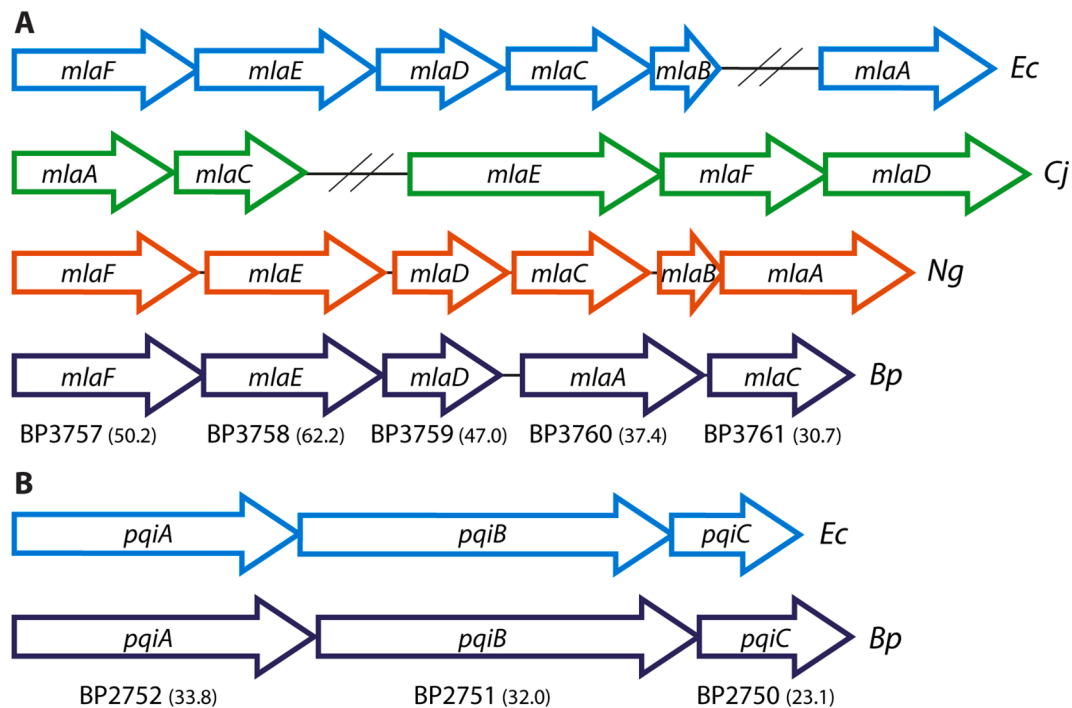 A
mlaF mlaE mlaD mlaC mlaB mlaA Ec
mlaA mlaC mlaE mlaF mlaD Cj
mlaF mlaE mlaD mlaC mlaB mlaA Ng
mlaF mlaE mlaD mlaA mlaC Bp
BP3757 (50.2) BP3758 (62.2) BP3759 (47.0) BP3760 (37.4) BP3761 (30.7)
B
pqiA pqiB pqiC Ec
pqiA pqiB pqiC Bp
BP2752 (33.8) BP2751 (32.0) BP2750 (23.1)